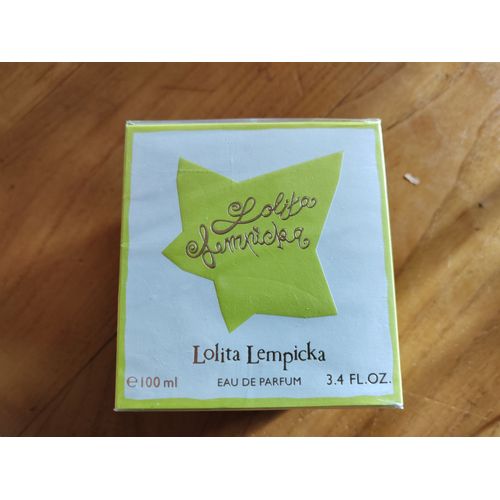 Lolita
Lempicka
Lolita Lempicka
℮100 ml EAU DE PARFUM 3.4 FL.OZ.